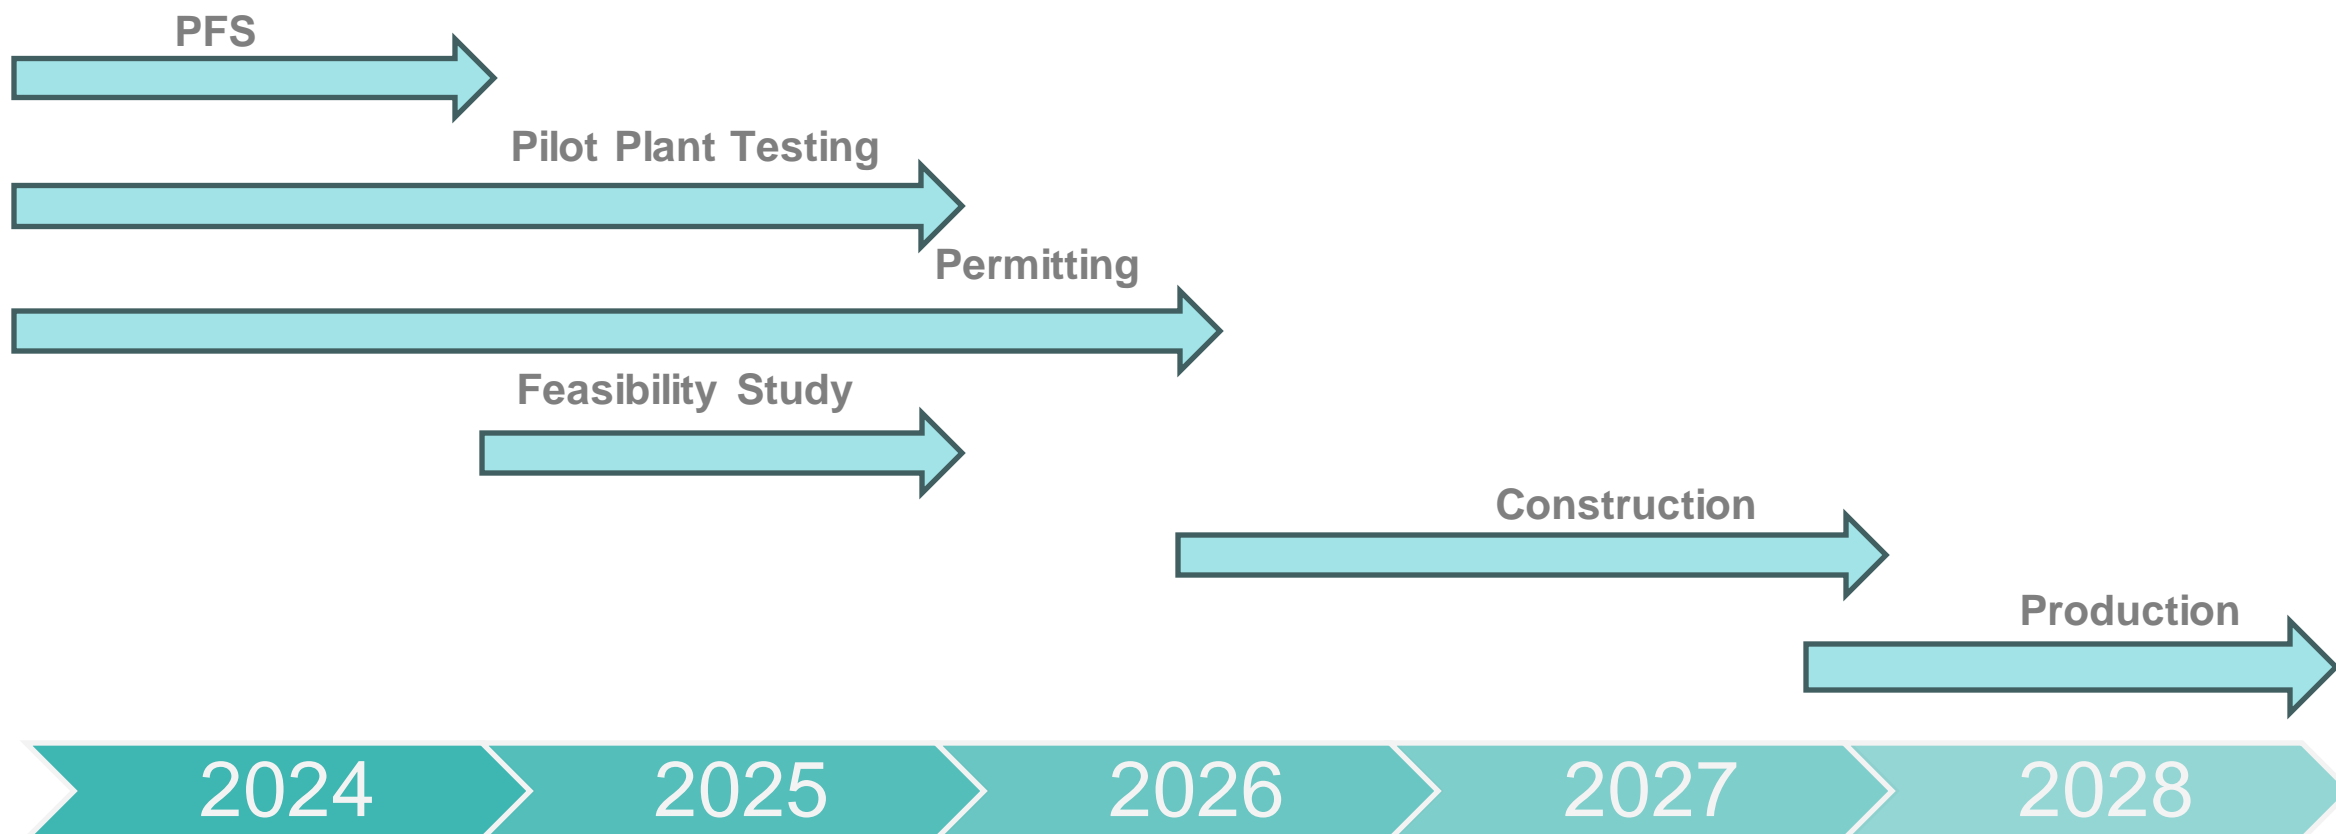 PFS
Pilot Plant Testing
Permitting
Feasibility Study
Construction
Production
2024 2025 2026 2027 2028